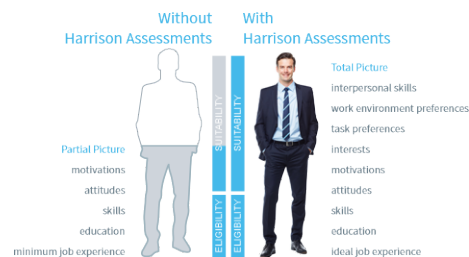 Without
Harrison Assessments
With
Harrison Assessments
Partial Picture
motivations
attitudes
skills
education
minimum job experience
SUITABILITY
ELIGIBILITY
SUITABILITY
ELIGIBILITY
Total Picture
interpersonal skills
work environment preferences
task preferences
interests
motivations
attitudes
skills
education
ideal job experience